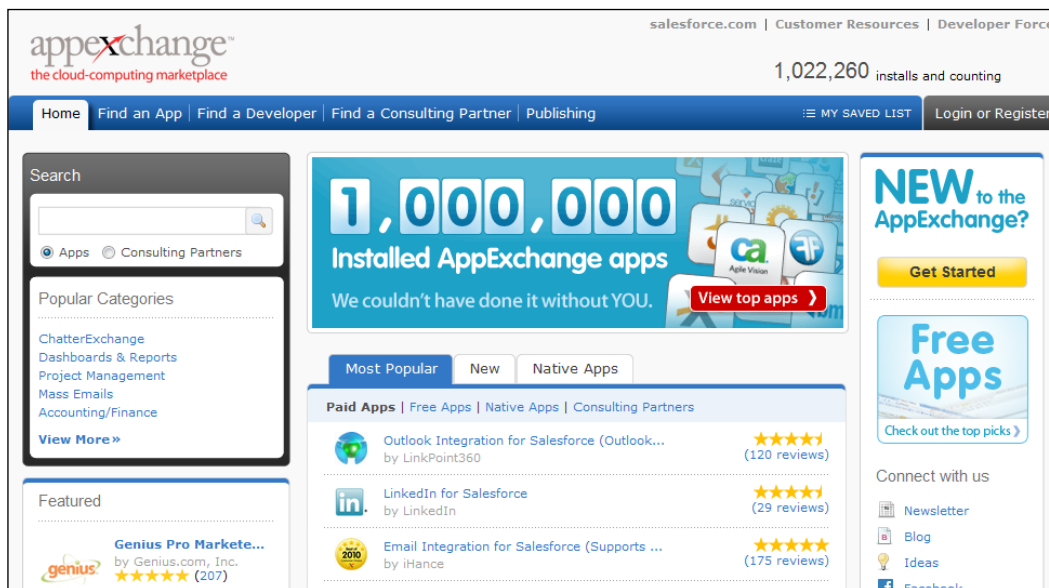 salesforce.com | Customer Resources | Developer Force
appexchange™
the cloud-computing marketplace
1,022,260 installs and counting
Home Find an App | Find a Developer | Find a Consulting Partner | Publishing
MY SAVED LIST
Login or Register
Search
Apps Consulting Partners
Popular Categories
ChatterExchange
Dashboards & Reports
Project Management
Mass Emails
Accounting/Finance
View More»
Featured
Genius Pro Markete...
by Genius.com, Inc.
(207)
genius
1,000,000
Installed AppExchange apps
We couldn't have done it without YOU.
ca
Agile Vision
View top apps
Most Popular New Native Apps
Paid Apps | Free Apps | Native Apps | Consulting Partners
Outlook Integration for Salesforce (Outlook...
by LinkPoint360
(120 reviews)
in.
LinkedIn for Salesforce
by LinkedIn
(29 reviews)
2010
Email Integration for Salesforce (Supports ...
by iHance
(175 reviews)
NEW to the
AppExchange?
Get Started
Free
Apps
Check out the top picks
Connect with us
Newsletter
Blog
Ideas
Facebook